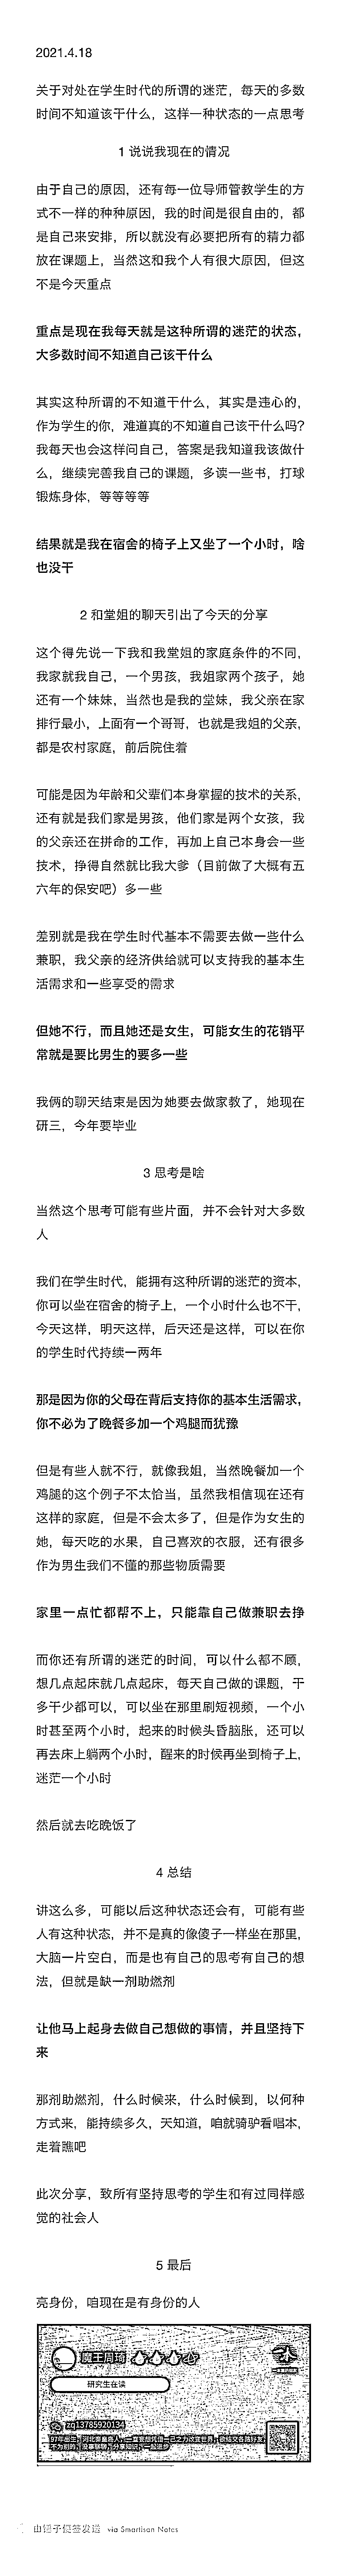 2021.4.18
关于对处在学生时代的所谓的迷茫，每天的多数
时间不知道该干什么，这样一种状态的一点思考
1 说说我现在的情况
由于自己的原因，还有每一位导师管教学生的方
式不一样的种种原因，我的时间是很自由的，都
是自己来安排，所以就没有必要把所有的精力都
放在课题上，当然这和我个人有很大原因，但这
不是今天重点
重点是现在我每天就是这种所谓的迷茫的状态，
大多数时间不知道自己该干什么
其实这种所谓的不知道干什么，其实是违心的，
作为学生的你，难道真的不知道自己该干什么吗？
我每天也会这样问自己，答案是我知道我该做什
么，继续完善我自己的课题，多读一些书，打球
锻炼身体，等等等等
结果就是我在宿舍的椅子上又坐了一个小时，啥
也没干
2 和堂姐的聊天引出了今天的分享
这个得先说一下我和我堂姐的家庭条件的不同，
我家就我自己，一个男孩，我姐家两个孩子，她
还有一个妹妹，当然也是我的堂妹，我父亲在家
排行最小，上面有一个哥哥，也就是我姐的父亲，
都是农村家庭，前后院住着
可能是因为年龄和父辈们本身掌握的技术的关系，
还有就是我们家是男孩，他们家是两个女孩，我
的父亲还在拼命的工作，再加上自己本身会一些
技术，挣得自然就比我大爹（目前做了大概有五
六年的保安吧）多一些
差别就是我在学生时代基本不需要去做一些什么
兼职，我父亲的经济供给就可以支持我的基本生
活需求和一些享受的需求
但她不行，而且她还是女生，可能女生的花销平
常就是要比男生的要多一些
我俩的聊天结束是因为她要去做家教了，她现在
研三，今年要毕业
3 思考是啥
当然这个思考可能有些片面，并不会针对大多数
人
我们在学生时代，能拥有这种所谓的迷茫的资本，
你可以坐在宿舍的椅子上，一个小时什么也不干，
今天这样，明天这样，后天还是这样，可以在你
的学生时代持续一两年
那是因为你的父母在背后支持你的基本生活需求，
你不必为了晚餐多加一个鸡腿而犹豫
但是有些人就不行，就像我姐，当然晚餐加一个
鸡腿的这个例子不太恰当，虽然我相信现在还有
这样的家庭，但是不会太多了，但是作为女生的
她，每天吃的水果，自己喜欢的衣服，还有很多
作为男生我们不懂的那些物质需要
家里一点忙都帮不上，只能靠自己做兼职去挣
而你还有所谓的迷茫的时间，可以什么都不顾，
想几点起床就几点起床，每天自己做的课题，干
多干少都可以，可以坐在那里刷短视频，一个小
时甚至两个小时，起来的时候头昏脑胀，还可以
再去床上躺两个小时，醒来的时候再坐到椅子上，
迷茫一个小时
然后就去吃晚饭了
4 总结
讲这么多，可能以后这种状态还会有，可能有些
人有这种状态，并不是真的像傻子一样坐在那里，
大脑一片空白，而是也有自己的思考有自己的想
法，但就是缺一剂助燃剂
让他马上起身去做自己想做的事情，并且坚持下
来
那剂助燃剂，什么时候来，什么时候到，以何种
方式来，能持续多久，天知道，咱就骑驴看唱本，
走着瞧吧
此次分享，致所有坚持思考的学生和有过同样感
觉的社会人
5 最后
亮身份，咱现在是有身份的人
魔王周琦
研究生在读
zq13785920134
由锤子便签发送 via Smartisan Notes